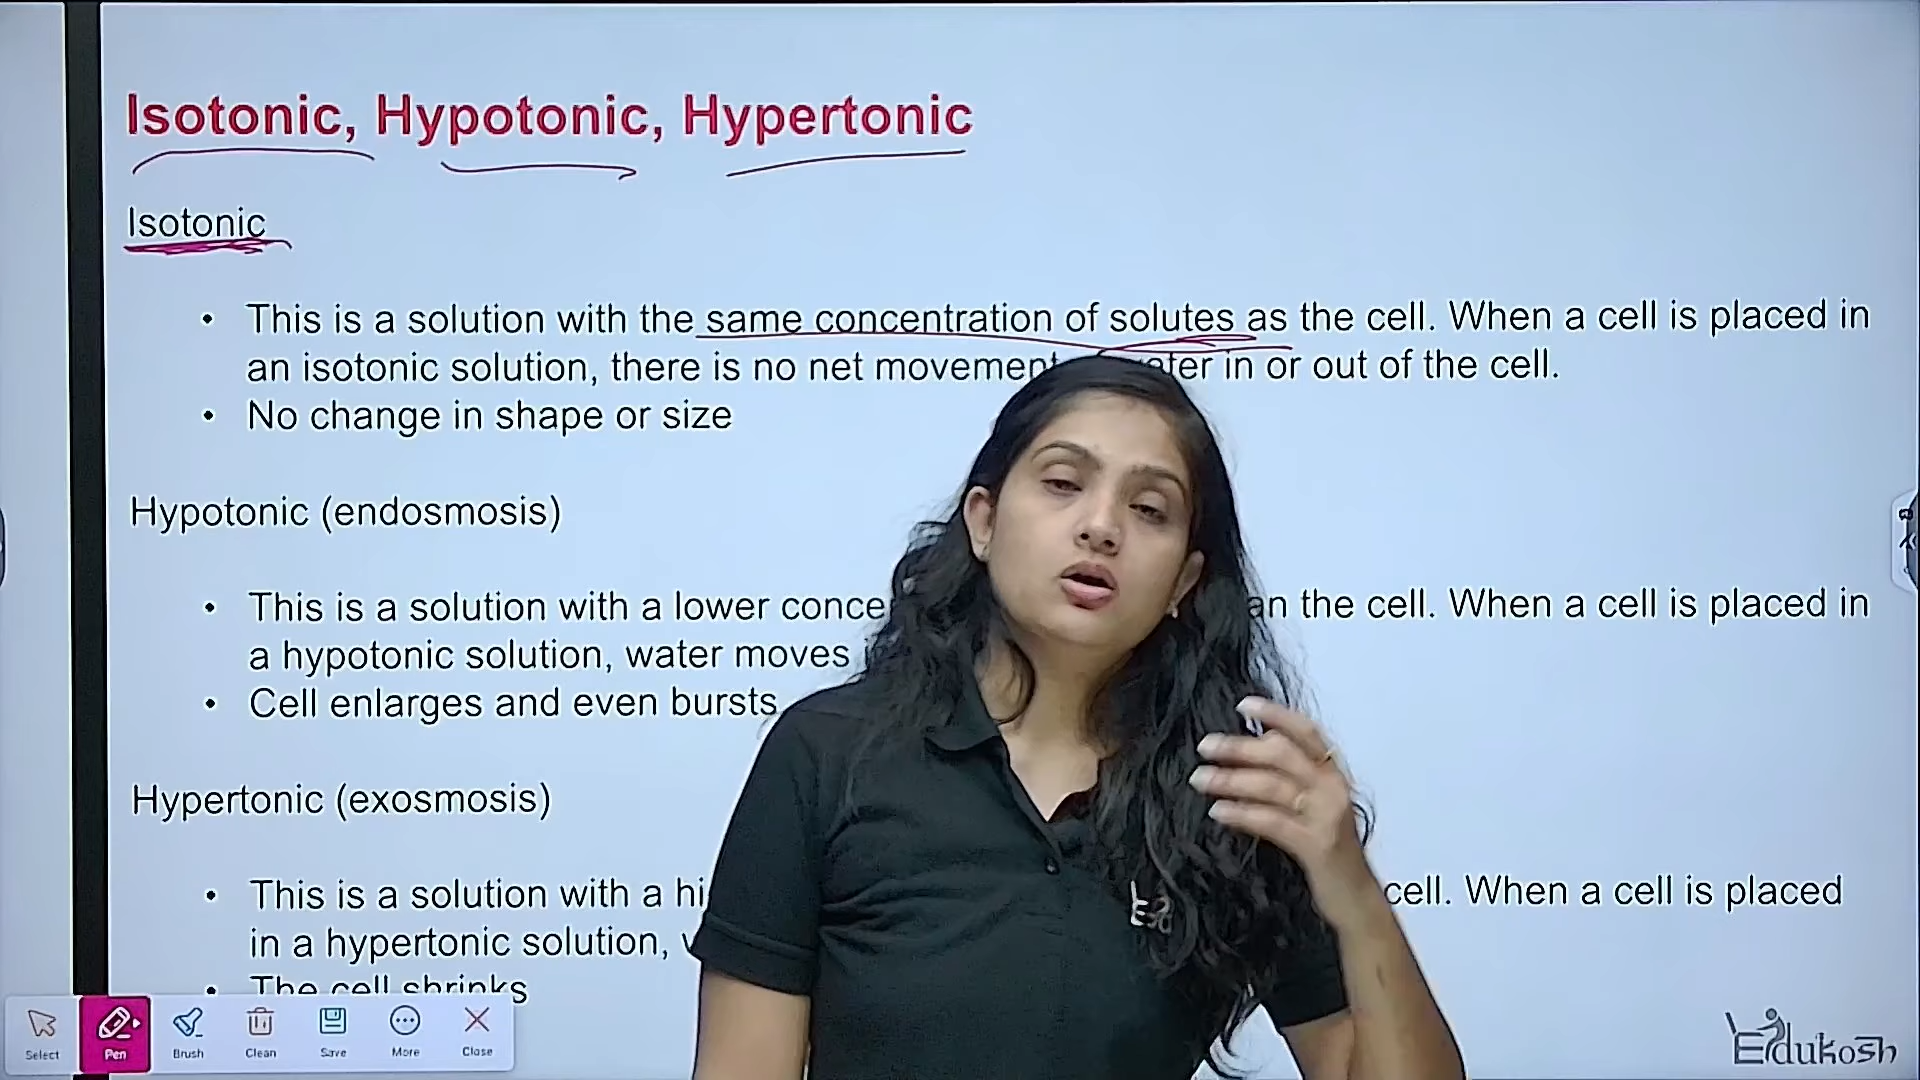 Isotonic, Hypotonic, Hypertonic
Isotonic
• This is a solution with the same concentration of solutes as the cell. When a cell is placed in
an isotonic solution, there is no net movement water in or out of the cell.
• No change in shape or size
Hypotonic (endosmosis)
• This is a solution with a lower the cell. When a cell is placed in
a hypotonic solution, water moves
• Cell enlarges and even bursts
Hypertonic (exosmosis)
• This is a solution with a cell. When a cell is placed
in a hypertonic solution,
• The cell shrinks
Select Pen Brush Clean Save More Close
Edukosh